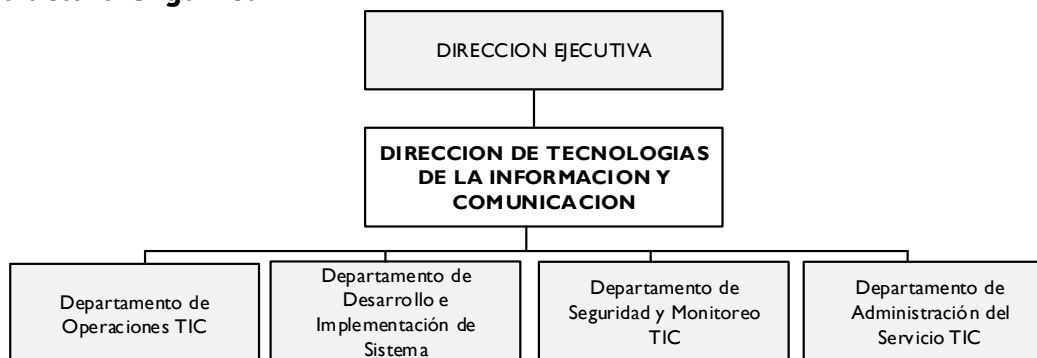 DIRECCION EJECUTIVA
DIRECCION DE TECNOLOGIAS
DE LA INFORMACION Y
COMUNICACION
Departamento de
Operaciones TIC
Departamento de
Desarrollo e
Implementación de
Sistema
Departamento de
Seguridad y Monitoreo
TIC
Departamento de
Administración del
Servicio TIC